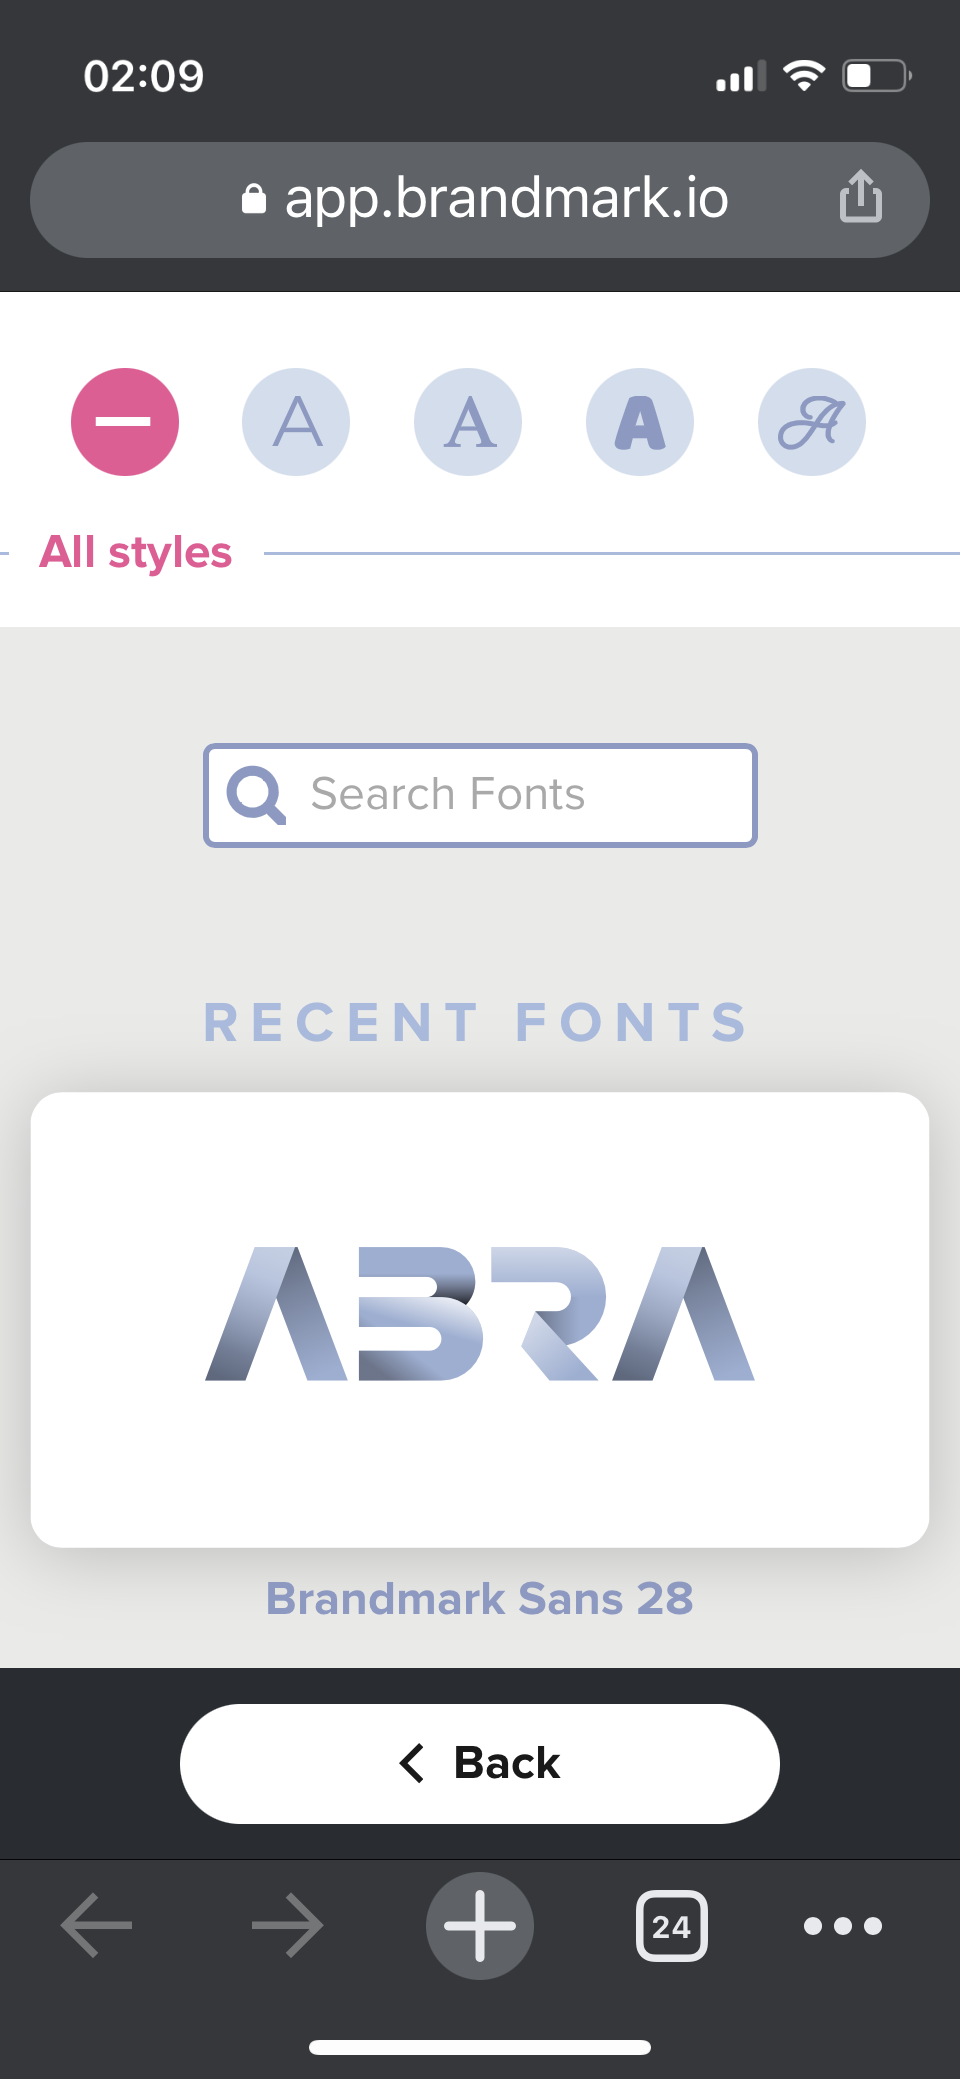 02:09
app.brandmark.io
A A A A
All styles
Search Fonts
RECENT FONTS
ABRA
Brandmark Sans 28
Back
24